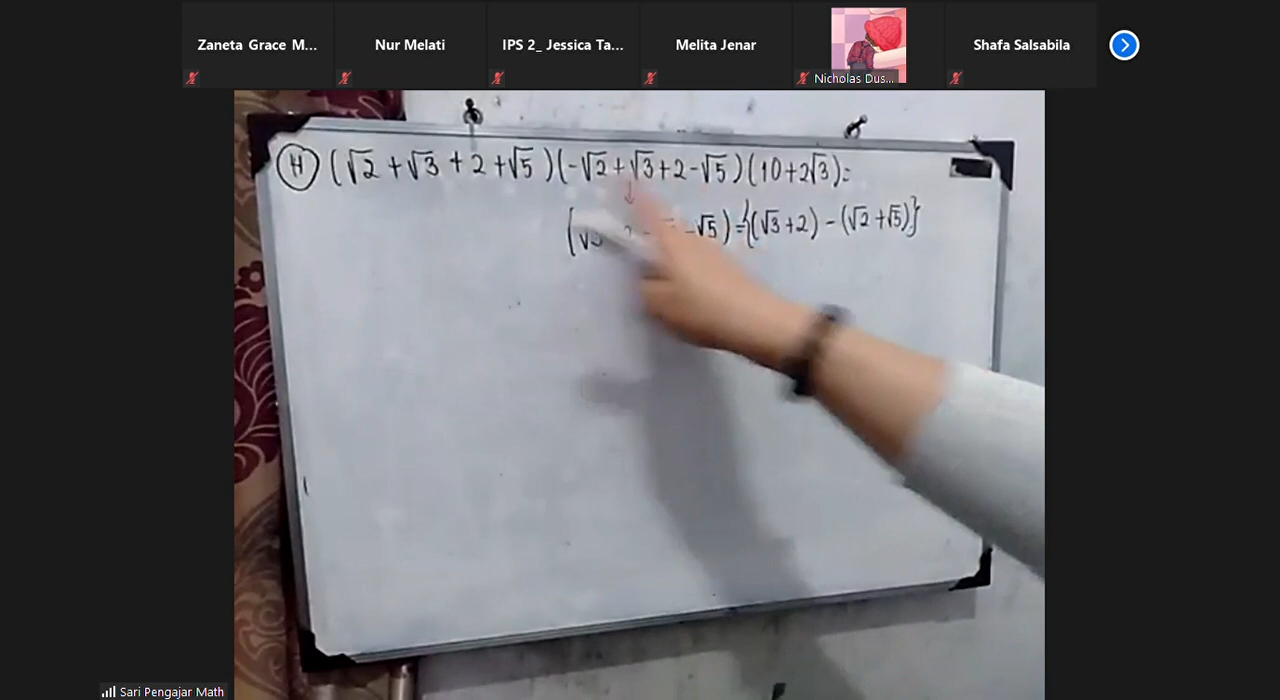 Zaneta Grace M...
Nur Melati
IPS 2_ Jessica Ta...
Melita Jenar
Nicholas Dus...
Shafa Salsabila
(H) (√2 + √3 + 2 + √5) (-√2 + √3 + 2 - √5) (10 + 2√3) =
↓
-√5) = {(√3 + 2) - (√2 + √5)}
Sari Pengajar Math